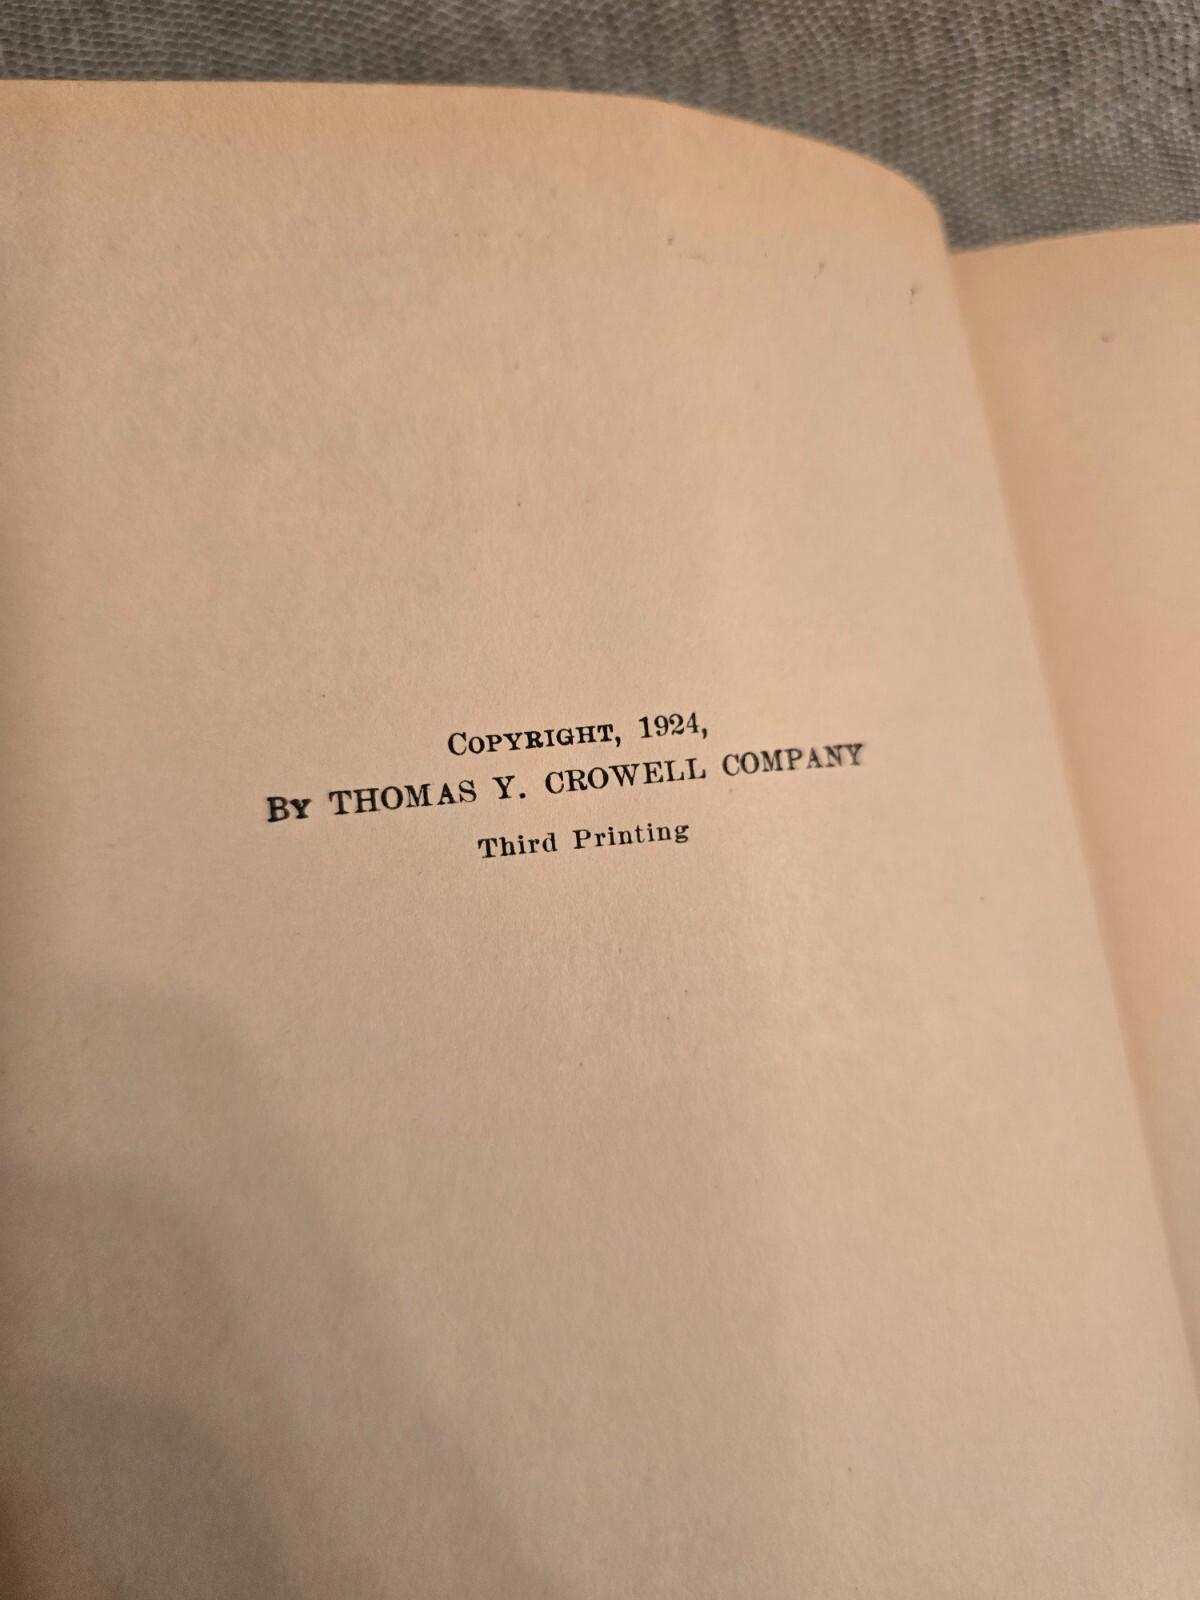 COPYRIGHT, 1924,
BY THOMAS Y. CROWELL COMPANY
Third Printing